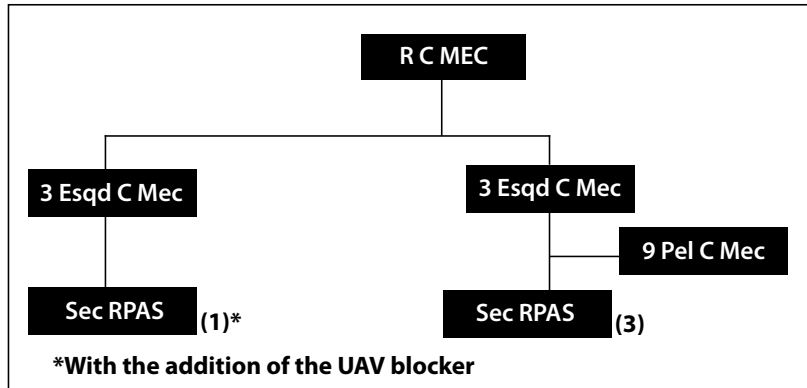 R C MEC
3 Esqd C Mec
3 Esqd C Mec
9 Pel C Mec
Sec RPAS (1)*
Sec RPAS (3)
*With the addition of the UAV blocker